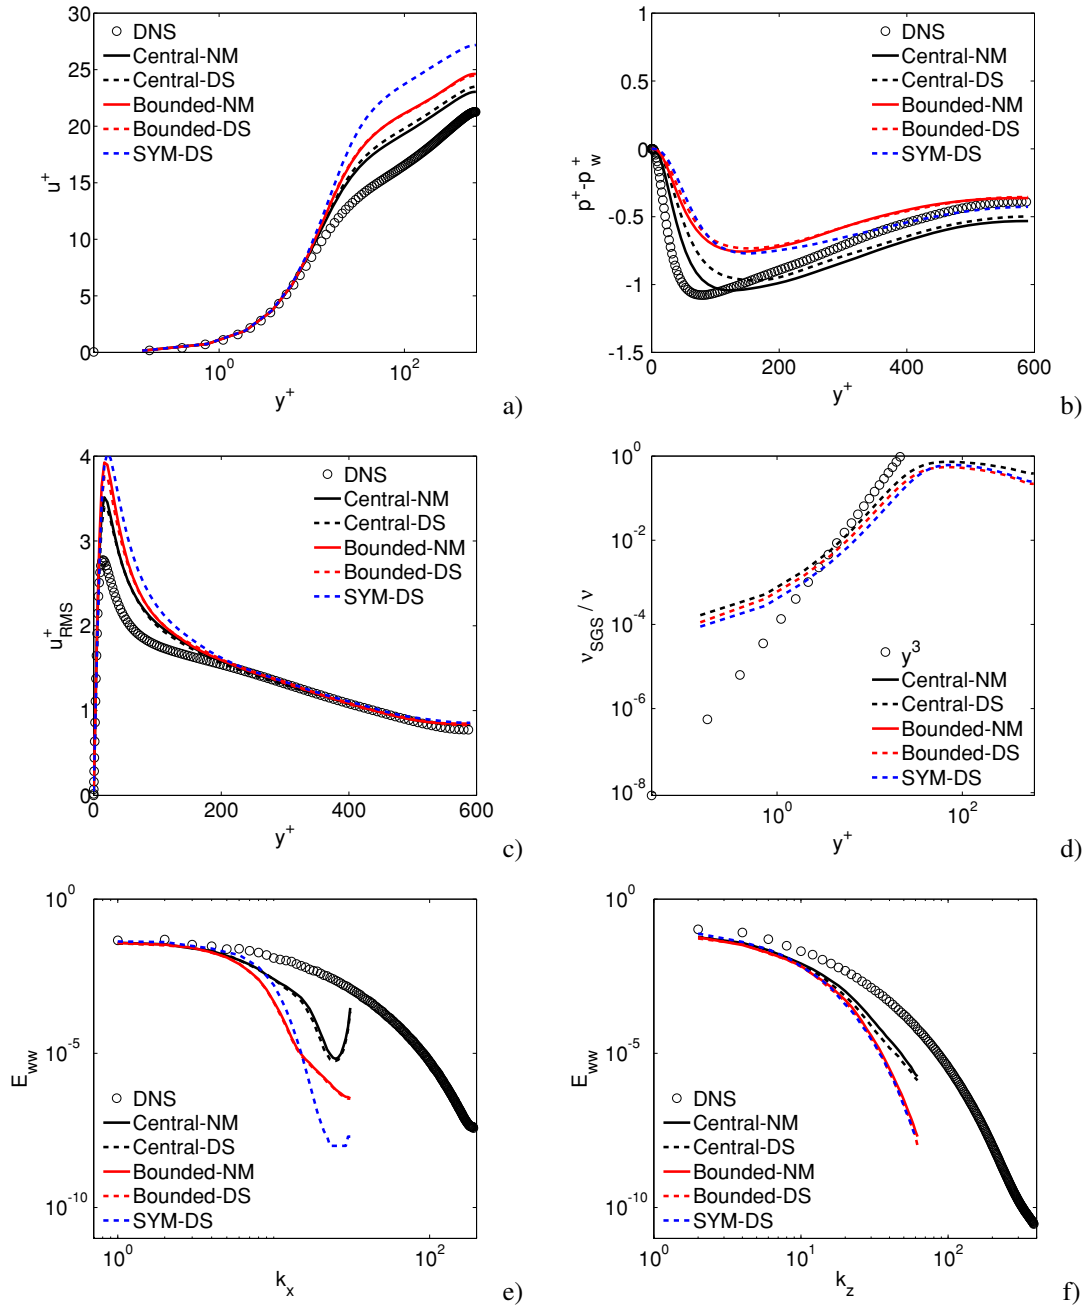 30
25
20
15
10
5
0
u+
10^0
10^2
y+
DNS
Central-NM
Central-DS
Bounded-NM
Bounded-DS
SYM-DS
a)
1
0.5
0
-0.5
-1
-1.5
p+-p_w^+
0
200
400
600
y+
DNS
Central-NM
Central-DS
Bounded-NM
Bounded-DS
SYM-DS
b)
4
3
2
1
0
u+RMS
0
200
400
600
y+
DNS
Central-NM
Central-DS
Bounded-NM
Bounded-DS
SYM-DS
c)
10^0
10^-2
10^-4
10^-6
10^-8
ν_SGS / ν
10^0
10^2
y+
y^3
Central-NM
Central-DS
Bounded-NM
Bounded-DS
SYM-DS
d)
10^0
10^-5
10^-10
E_ww
10^0
10^2
k_x
DNS
Central-NM
Central-DS
Bounded-NM
Bounded-DS
SYM-DS
e)
10^0
10^-5
10^-10
E_ww
10^0
10^1
10^2
k_z
DNS
Central-NM
Central-DS
Bounded-NM
Bounded-DS
SYM-DS
f)